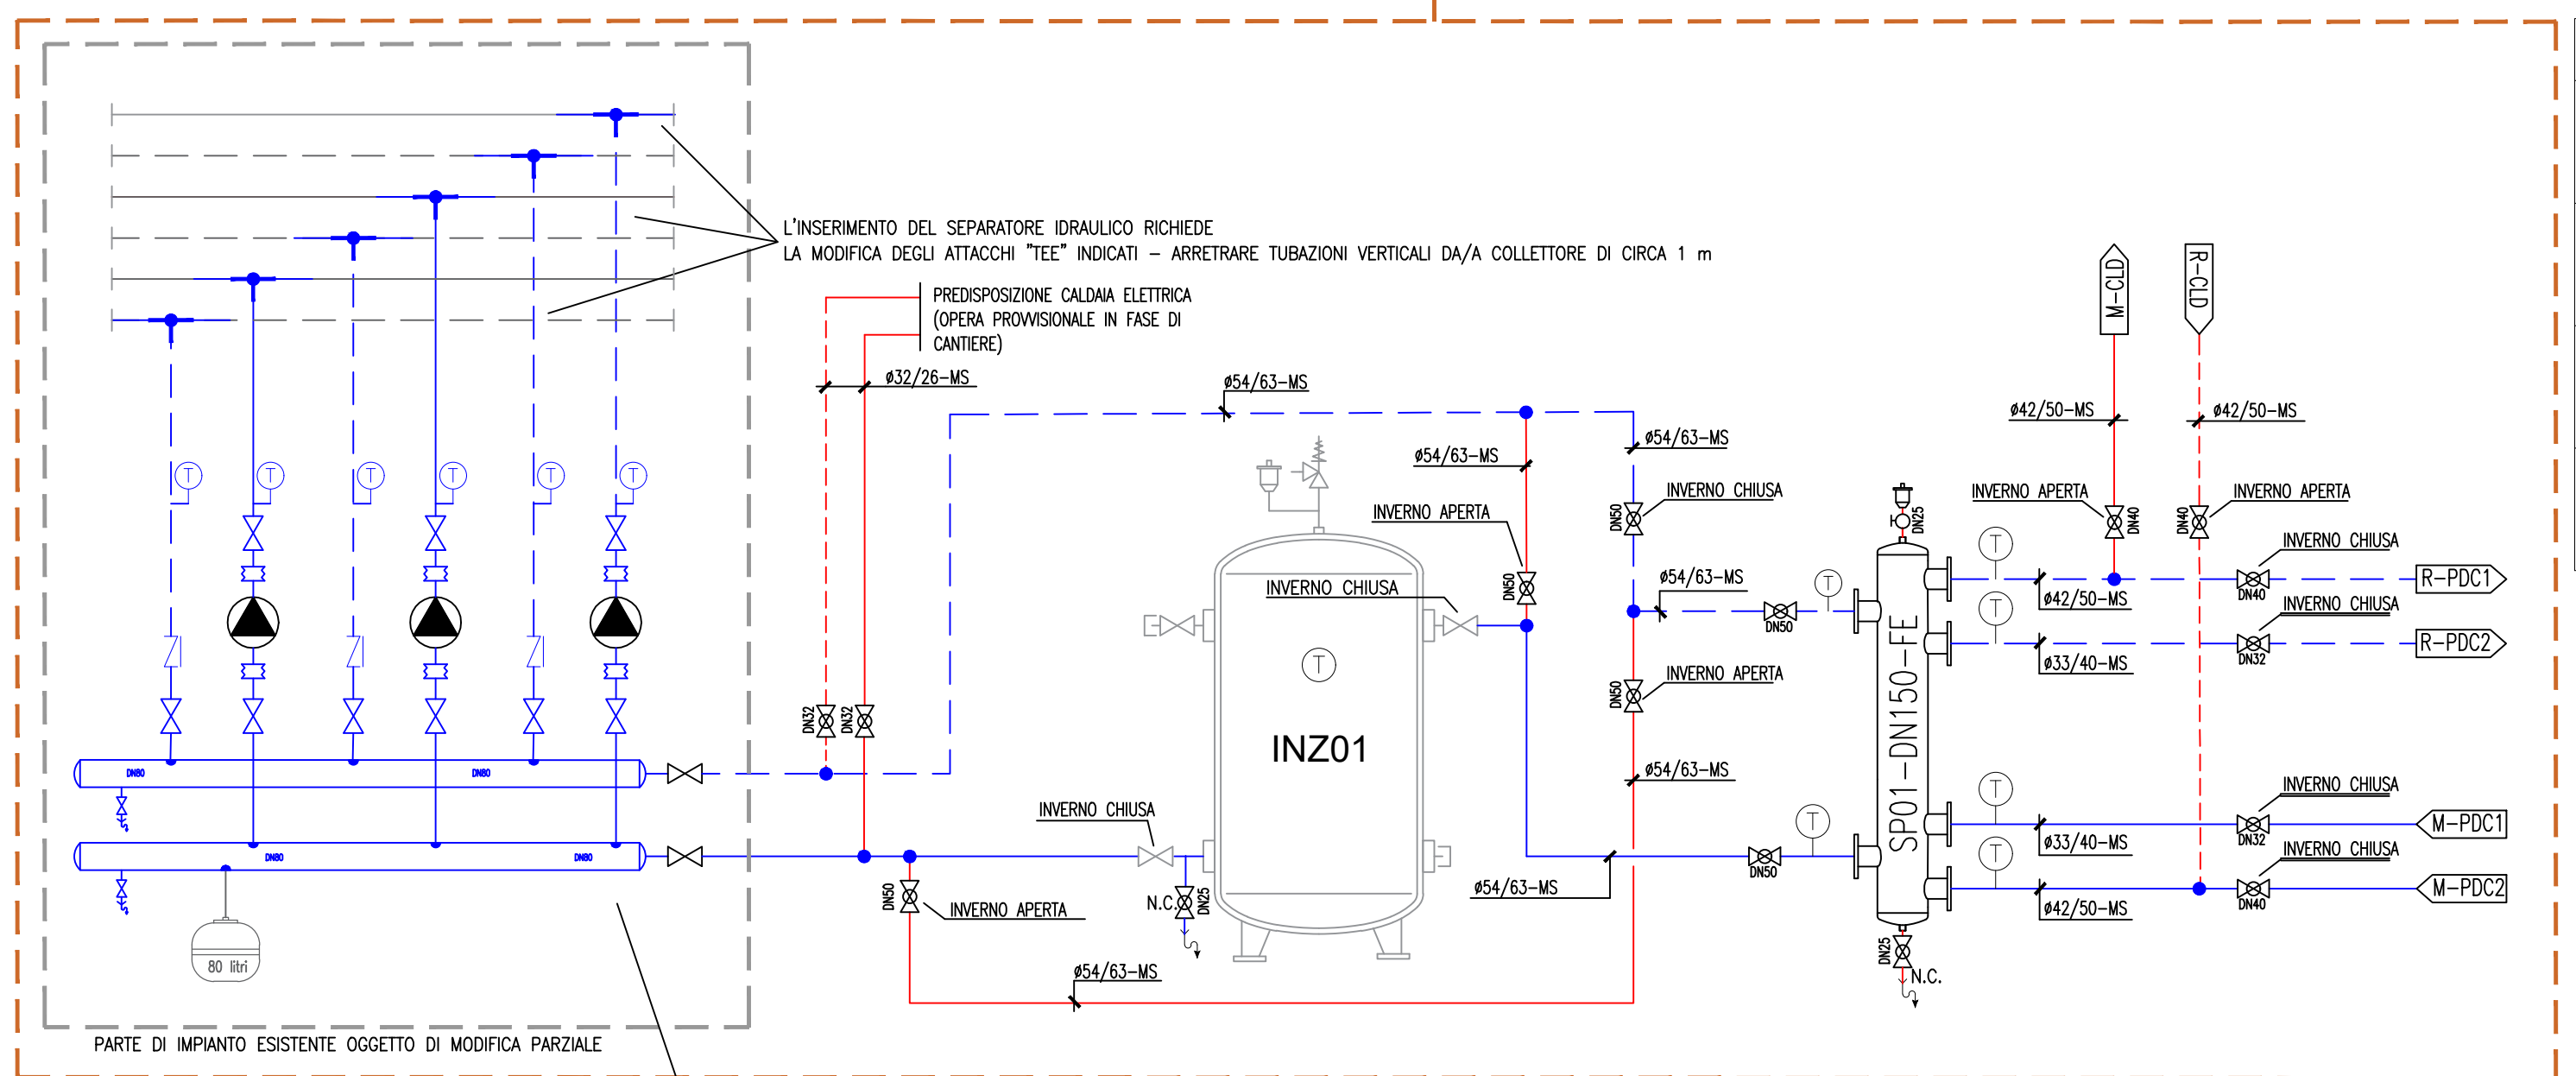 L'INSERIMENTO DEL SEPARATORE IDRAULICO RICHIEDE
LA MODIFICA DEGLI ATTACCHI "TEE" INDICATI – ARRETRARE TUBAZIONI VERTICALI DA/A COLLETTORE DI CIRCA 1 m
PREDISPOSIZIONE CALDAIA ELETTRICA
(OPERA PROVVISIONALE IN FASE DI
CANTIERE)
ø32/26–MS
ø54/63–MS
M–CLD
R–CLD
ø42/50–MS
ø42/50–MS
ø54/63–MS
ø54/63–MS
T
T
T
T
T
T
INVERNO CHIUSA
INVERNO APERTA
INVERNO APERTA
INVERNO APERTA
DN50
DN25
DN40
DN40
INVERNO CHIUSA
T
INVERNO CHIUSA
DN50
ø54/63–MS
T
R–PDC1
DN40
ø42/50–MS
T
INVERNO CHIUSA
DN50
R–PDC2
DN32
ø33/40–MS
T
INZ01
INVERNO APERTA
DN50
SP01–DN150–FE
DN32
DN32
ø54/63–MS
DN80
DN80
INVERNO CHIUSA
T
INVERNO CHIUSA
T
M–PDC1
DN32
ø33/40–MS
DN80
DN80
DN50
T
INVERNO CHIUSA
ø54/63–MS
DN50
INVERNO APERTA
N.C.
DN25
M–PDC2
DN40
ø42/50–MS
80 litri
ø54/63–MS
DN25
N.C.
PARTE DI IMPIANTO ESISTENTE OGGETTO DI MODIFICA PARZIALE